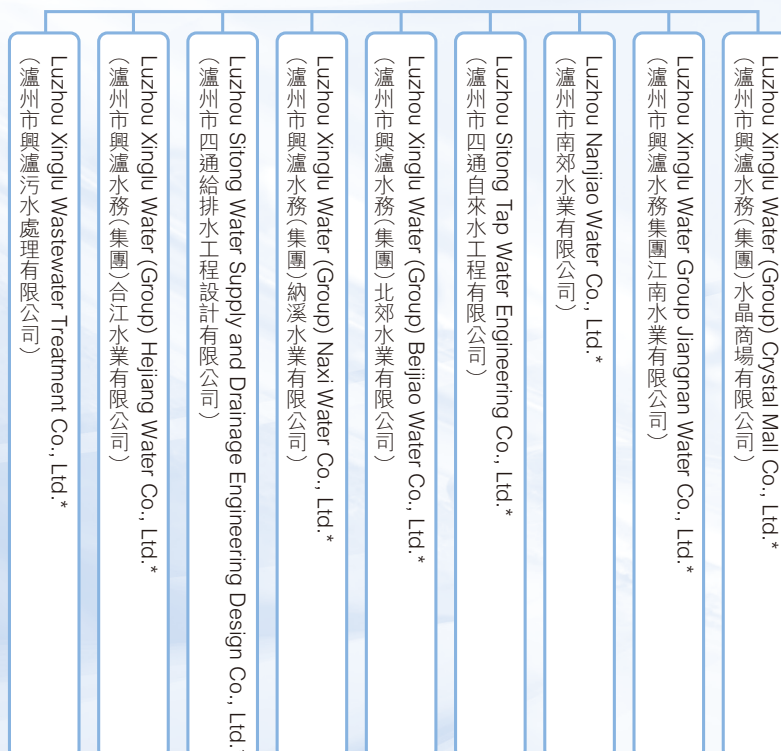 Luzhou Xinglu Wastewater Treatment Co., Ltd.*
（瀘州市興瀘污水處理有限公司）
Luzhou Xinglu Water (Group) Hejiang Water Co., Ltd.*
（瀘州市興瀘水務（集團）合江水業有限公司）
Luzhou Sitong Water Supply and Drainage Engineering Design Co., Ltd.*
（瀘州市四通給排水工程設計有限公司）
Luzhou Xinglu Water (Group) Naxi Water Co., Ltd.*
（瀘州市興瀘水務（集團）納溪水業有限公司）
Luzhou Xinglu Water (Group) Beijiao Water Co., Ltd.*
（瀘州市興瀘水務（集團）北郊水業有限公司）
Luzhou Sitong Tap Water Engineering Co., Ltd.*
（瀘州市四通自來水工程有限公司）
Luzhou Nanjiao Water Co., Ltd.*
（瀘州市南郊水業有限公司）
Luzhou Xinglu Water Group Jiangnan Water Co., Ltd.*
（瀘州市興瀘水務集團江南水業有限公司）
Luzhou Xinglu Water (Group) Crystal Mall Co., Ltd.*
（瀘州市興瀘水務（集團）水晶商場有限公司）